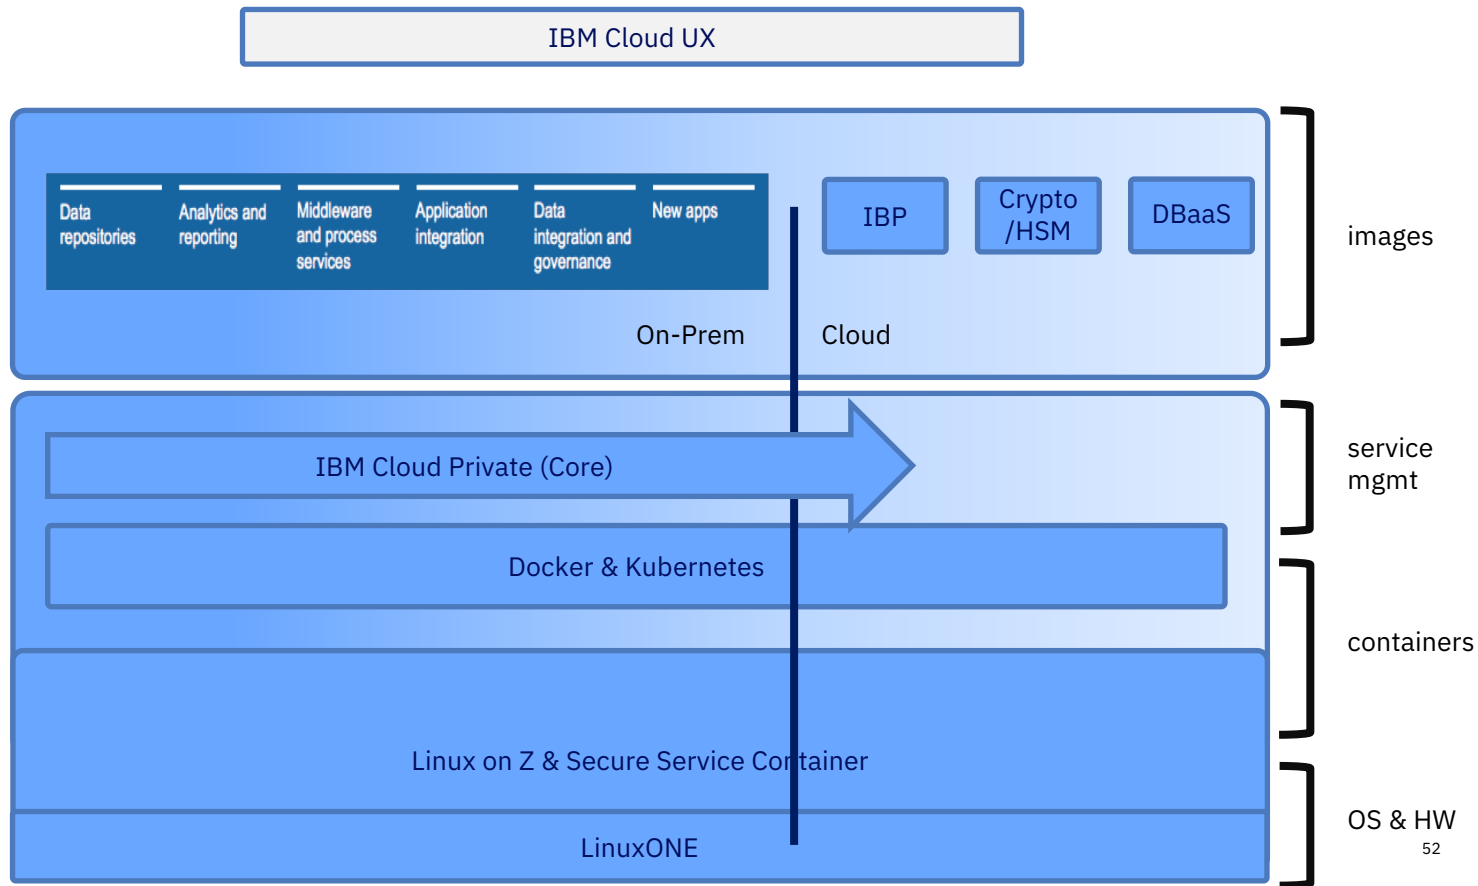 IBM Cloud UX
Data
repositories
Analytics and
reporting
Middleware
and process
services
Application
integration
Data
integration and
governance
New apps
IBP
Crypto
/HSM
DBaaS
images
On-Prem
Cloud
IBM Cloud Private (Core)
service
mgmt
Docker & Kubernetes
containers
Linux on Z & Secure Service Container
LinuxONE
OS & HW
52